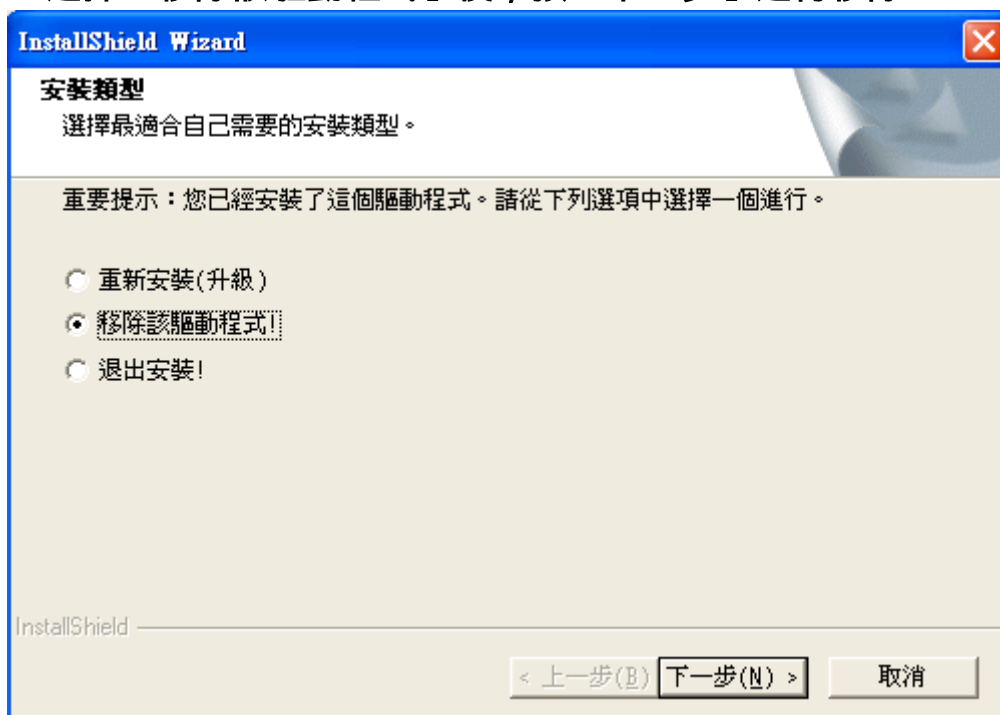 InstallShield Wizard
安裝類型
選擇最適合自己需要的安裝類型。
重要提示：您已經安裝了這個驅動程式。請從下列選項中選擇一個進行。
重新安裝(升級)
移除該驅動程式!
退出安裝!
InstallShield
< 上一步(B) 下一步(N) > 取消